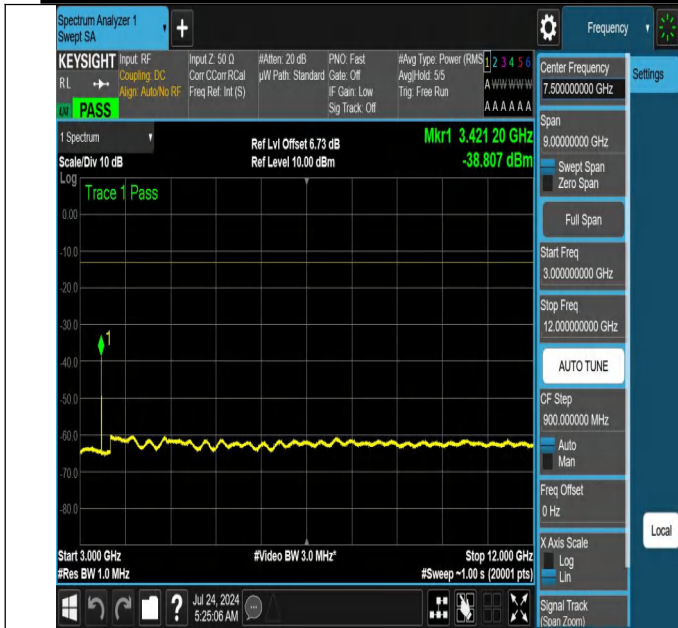 Spectrum Analyzer 1
Swept SA
+
Frequency
KEYSIGHT
RL
PASS
Input: RF
Coupling: DC
Align: Auto/No RF
Input Z: 50 Ω
Corr CCorr RCal
Freq Ref: Int (S)
#Atten: 20 dB
µW Path: Standard
PNO: Fast
Gate: Off
IF Gain: Low
Sig Track: Off
#Avg Type: Power (RMS
Avg|Hold: 5/5
Trig: Free Run
1 2 3 4 5 6
A W W W W W
A A A A A A
1 Spectrum
Scale/Div 10 dB
Ref Lvl Offset 6.73 dB
Ref Level 10.00 dBm
Mkr1 3.421 20 GHz
-38.807 dBm
Log
Trace 1 Pass
0.00
-10.0
-20.0
-30.0
-40.0
-50.0
-60.0
-70.0
-80.0
1
Start 3.000 GHz
#Res BW 1.0 MHz
#Video BW 3.0 MHz*
Stop 12.000 GHz
#Sweep ~1.00 s (20001 pts)
Center Frequency
7.500000000 GHz
Settings
Span
9.00000000 GHz
Swept Span
Zero Span
Full Span
Start Freq
3.000000000 GHz
Stop Freq
12.00000000 GHz
AUTO TUNE
CF Step
900.000000 MHz
Auto
Man
Freq Offset
0 Hz
X Axis Scale
Log
Lin
Local
Signal Track
(Span Zoom)
?
Jul 24, 2024
5:25:06 AM